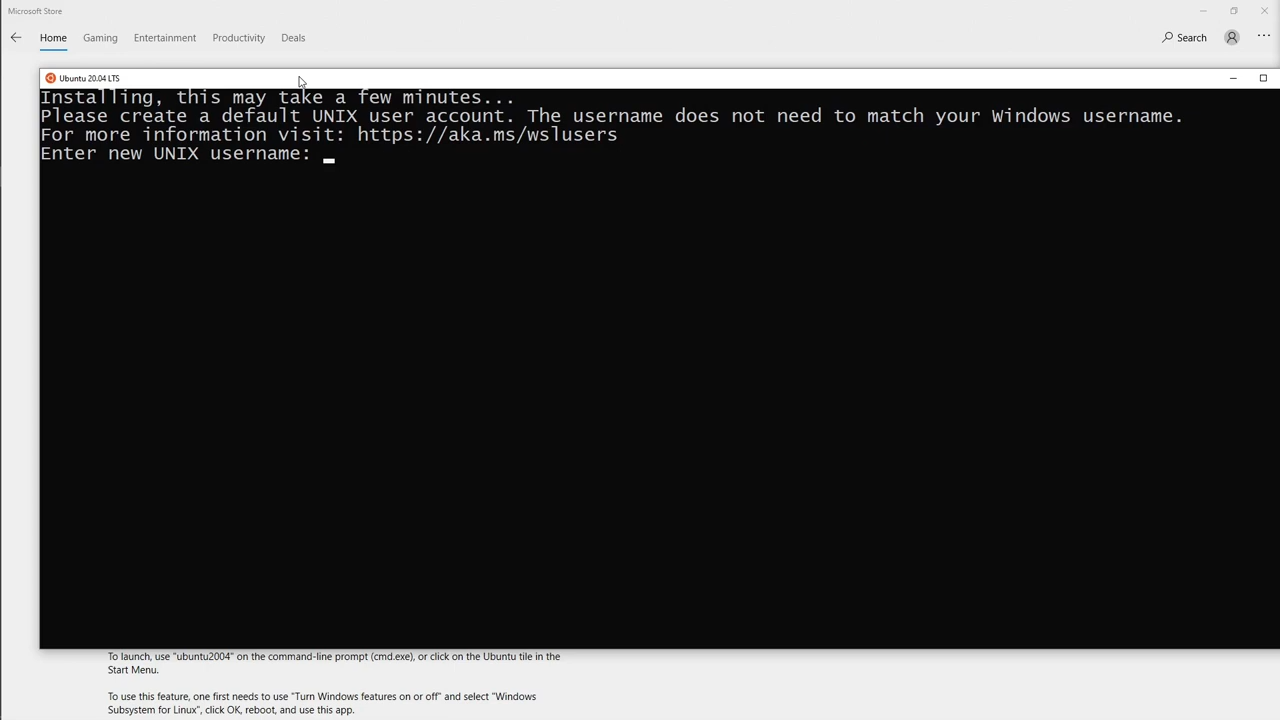 Microsoft Store
Home Gaming Entertainment Productivity Deals Search
Ubuntu 20.04 LTS
Installing, this may take a few minutes...
Please create a default UNIX user account. The username does not need to match your Windows username.
For more information visit: https://aka.ms/wslusers
Enter new UNIX username:
To launch, use "ubuntu2004" on the command-line prompt (cmd.exe), or click on the Ubuntu tile in the
Start Menu.
To use this feature, one first needs to use "Turn Windows features on or off" and select "Windows
Subsystem for Linux", click OK, reboot, and use this app.